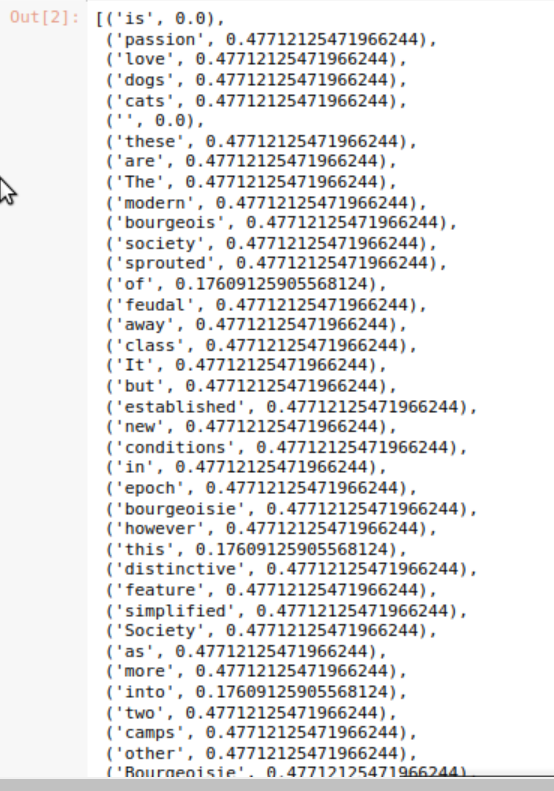 Out[2]: [('is', 0.0),
('passion', 0.47712125471966244),
('love', 0.47712125471966244),
('dogs', 0.47712125471966244),
('cats', 0.47712125471966244),
('', 0.0),
('these', 0.47712125471966244),
('are', 0.47712125471966244),
('The', 0.47712125471966244),
('modern', 0.47712125471966244),
('bourgeois', 0.47712125471966244),
('society', 0.47712125471966244),
('sprouted', 0.47712125471966244),
('of', 0.17609125905568124),
('feudal', 0.47712125471966244),
('away', 0.47712125471966244),
('class', 0.47712125471966244),
('It', 0.47712125471966244),
('but', 0.47712125471966244),
('established', 0.47712125471966244),
('new', 0.47712125471966244),
('conditions', 0.47712125471966244),
('in', 0.47712125471966244),
('epoch', 0.47712125471966244),
('bourgeoisie', 0.47712125471966244),
('however', 0.47712125471966244),
('this', 0.17609125905568124),
('distinctive', 0.47712125471966244),
('feature', 0.47712125471966244),
('simplified', 0.47712125471966244),
('Society', 0.47712125471966244),
('as', 0.47712125471966244),
('more', 0.47712125471966244),
('into', 0.17609125905568124),
('two', 0.47712125471966244),
('camps', 0.47712125471966244),
('other', 0.47712125471966244),
('Bourgeoisie', 0.47712125471966244),